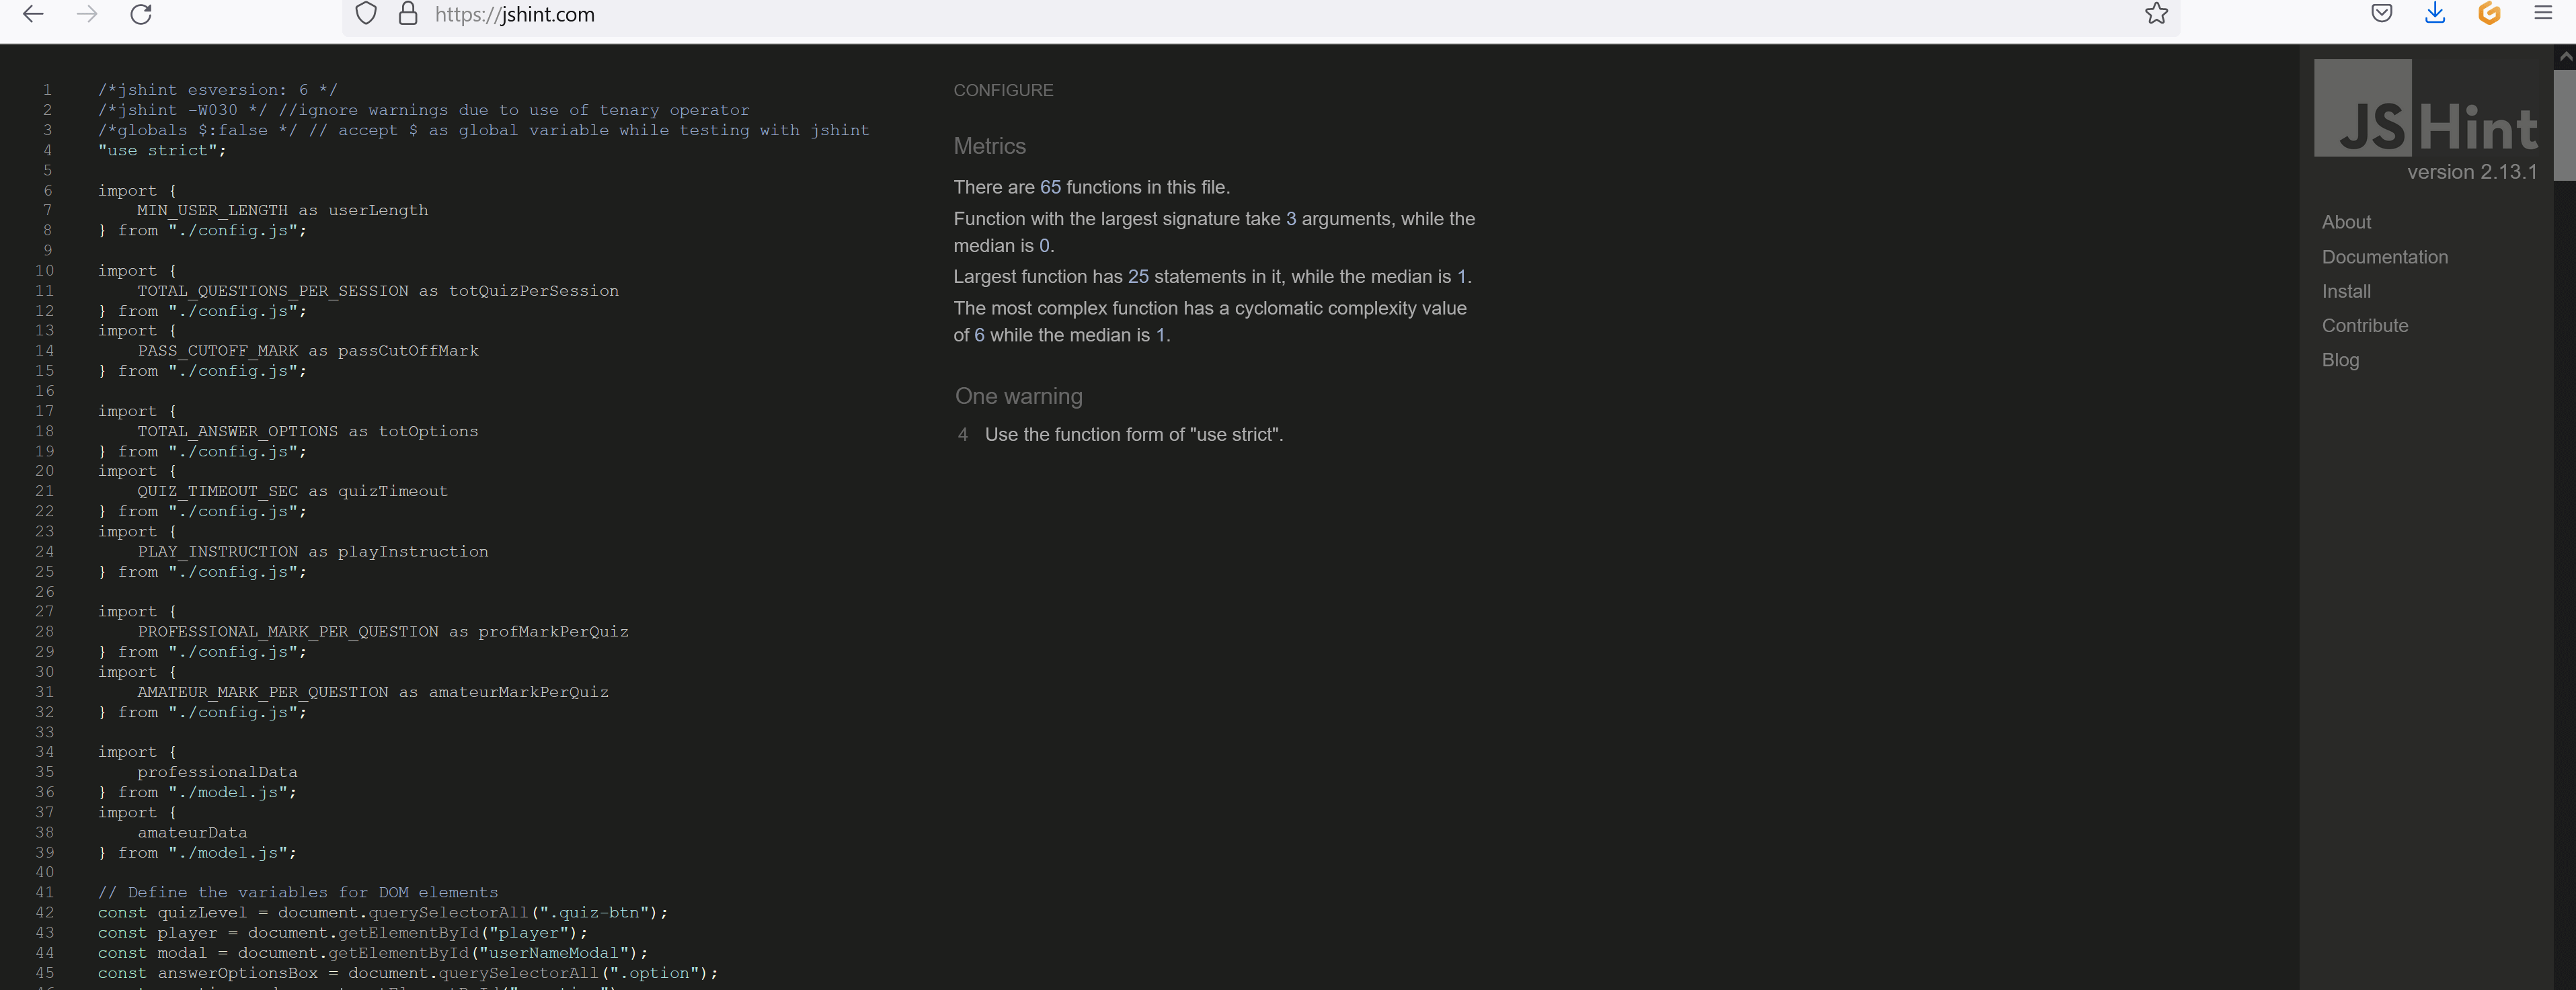 https://jshint.com
1 /*jshint esversion: 6 */
2 /*jshint -W030 */ //ignore warnings due to use of tenary operator
3 /*globals $:false */ // accept $ as global variable while testing with jshint
4 "use strict";
5
6 import {
7 MIN_USER_LENGTH as userLength
8 } from "./config.js";
9
10 import {
11 TOTAL_QUESTIONS_PER_SESSION as totQuizPerSession
12 } from "./config.js";
13 import {
14 PASS_CUTOFF_MARK as passCutOffMark
15 } from "./config.js";
16
17 import {
18 TOTAL_ANSWER_OPTIONS as totOptions
19 } from "./config.js";
20 import {
21 QUIZ_TIMEOUT_SEC as quizTimeout
22 } from "./config.js";
23 import {
24 PLAY_INSTRUCTION as playInstruction
25 } from "./config.js";
26
27 import {
28 PROFESSIONAL_MARK_PER_QUESTION as profMarkPerQuiz
29 } from "./config.js";
30 import {
31 AMATEUR_MARK_PER_QUESTION as amateurMarkPerQuiz
32 } from "./config.js";
33
34 import {
35 professionalData
36 } from "./model.js";
37 import {
38 amateurData
39 } from "./model.js";
40
41 // Define the variables for DOM elements
42 const quizLevel = document.querySelectorAll(".quiz-btn");
43 const player = document.getElementById("player");
44 const modal = document.getElementById("userNameModal");
45 const answerOptionsBox = document.querySelectorAll(".option");
CONFIGURE
Metrics
There are 65 functions in this file.
Function with the largest signature take 3 arguments, while the
median is 0.
Largest function has 25 statements in it, while the median is 1.
The most complex function has a cyclomatic complexity value
of 6 while the median is 1.
One warning
4 Use the function form of "use strict".
JSHint
version 2.13.1
About
Documentation
Install
Contribute
Blog